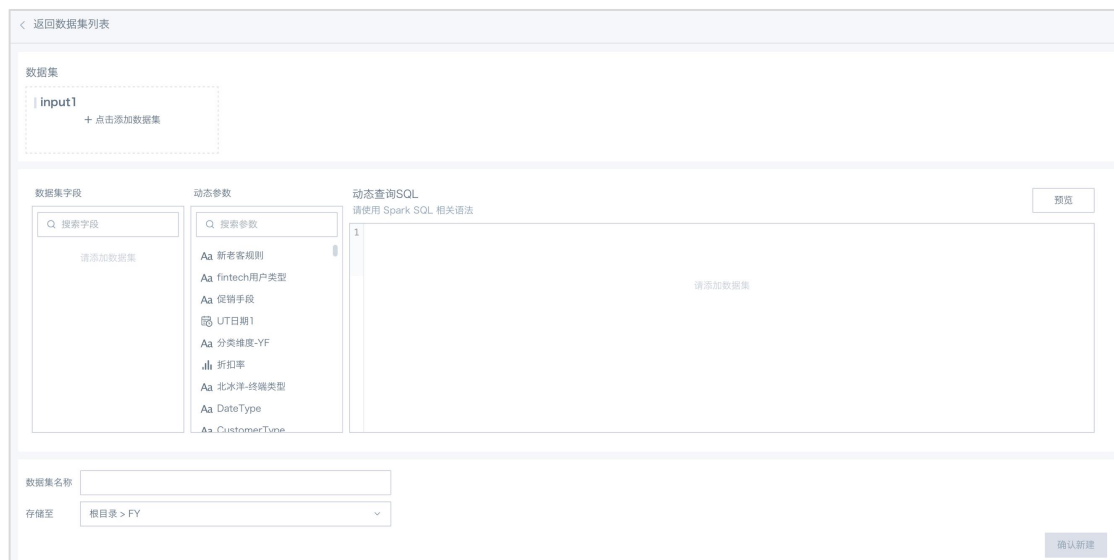 返回数据集列表
数据集
input1
+ 点击添加数据集
数据集字段
搜索字段
请添加数据集
动态参数
搜索参数
Aa 新老客规则
Aa fintech用户类型
Aa 促销手段
UT日期1
Aa 分类维度-YF
折扣率
Aa 北冰洋-终端类型
Aa DateType
Aa CustomerType
动态查询SQL
请使用 Spark SQL 相关语法
预览
1
请添加数据集
数据集名称
存储至
根目录 > FY
确认新建